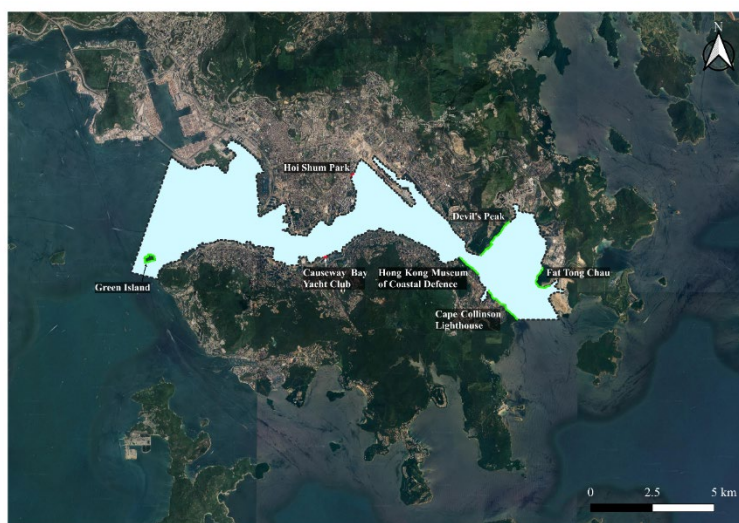 N
Hoi Shum Park
Devil's Peak
Causeway Bay
Yacht Club
Hong Kong Museum
of Coastal Defence
Fat Tong Chau
Green Island
Cape Collinson
Lighthouse
0 2.5 5 km